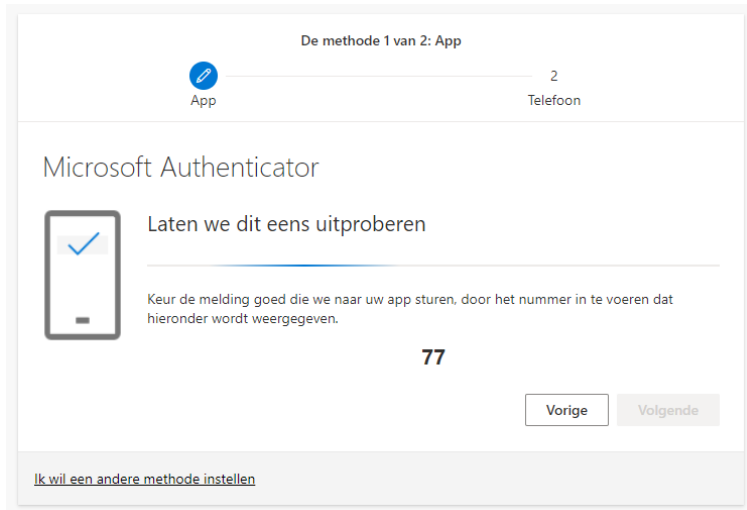 De methode 1 van 2: App
2
App
Telefoon
Microsoft Authenticator
Laten we dit eens uitproberen
Keur de melding goed die we naar uw app sturen, door het nummer in te voeren dat
hieronder wordt weergegeven.
77
Vorige
Volgende
Ik wil een andere methode instellen